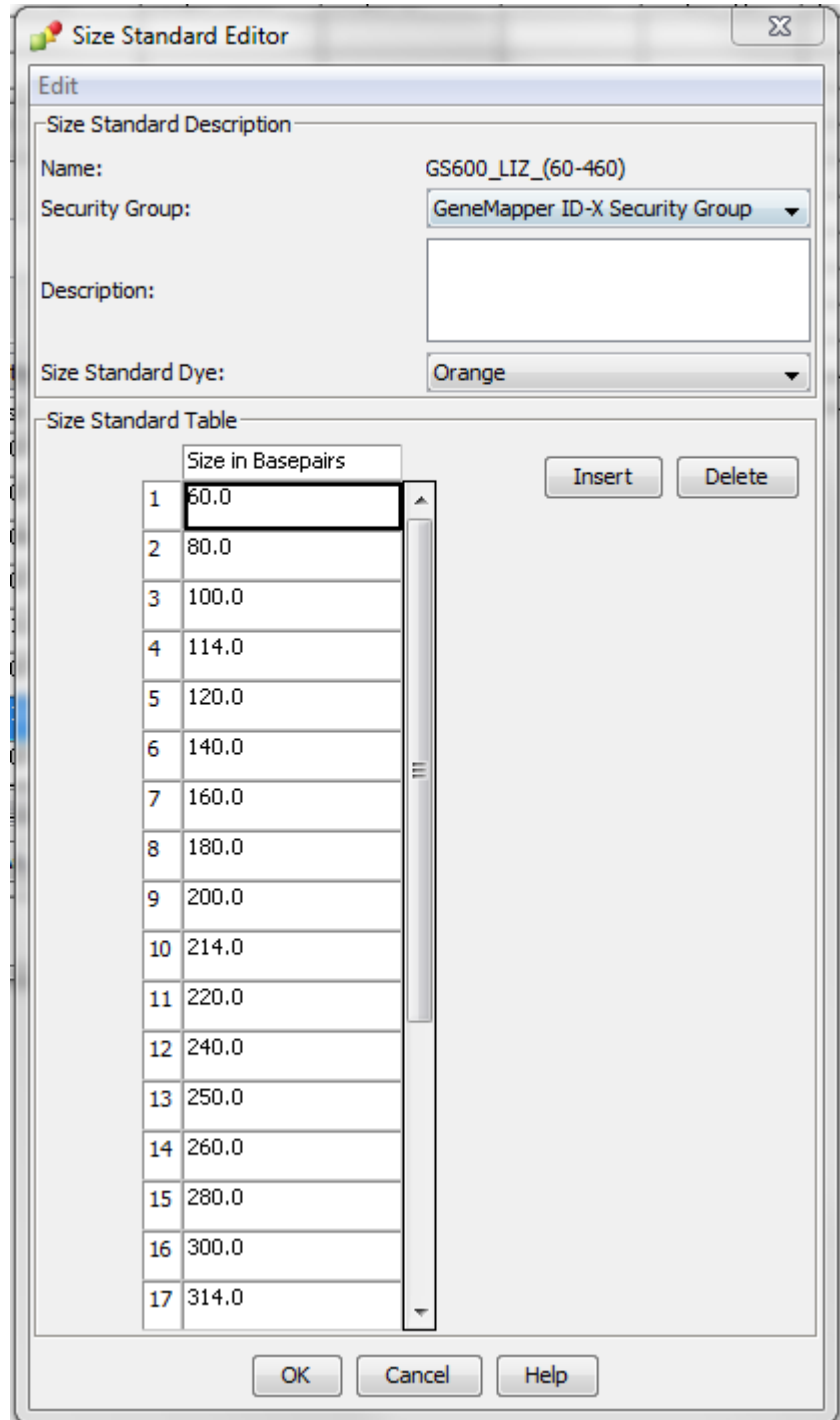 Size Standard Editor
Edit
Size Standard Description
Name: GS600_LIZ_(60-460)
Security Group: GeneMapper ID-X Security Group
Description:
Size Standard Dye: Orange
Size Standard Table
Size in Basepairs
Insert Delete
1 60.0
2 80.0
3 100.0
4 114.0
5 120.0
6 140.0
7 160.0
8 180.0
9 200.0
10 214.0
11 220.0
12 240.0
13 250.0
14 260.0
15 280.0
16 300.0
17 314.0
OK Cancel Help